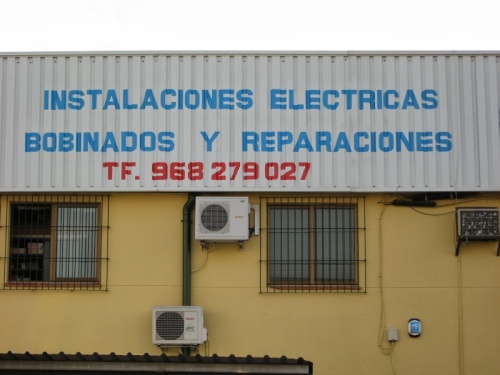 INSTALACIONES ELECTRICAS
BOBINADOS Y REPARACIONES
TF. 968 279 027